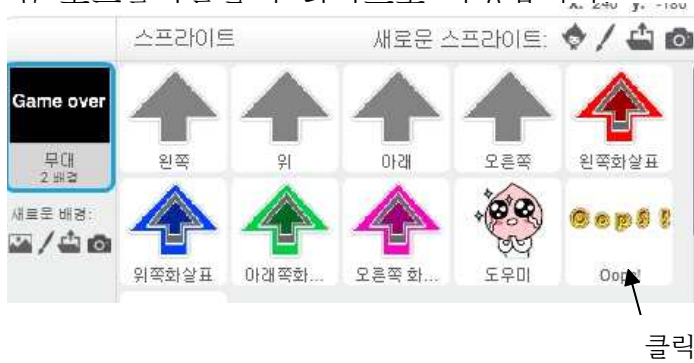 x: 240 y: -180
스프라이트 새로운 스프라이트:
Game over
무대
2 배경
새로운 배경:
왼쪽 위 아래 오른쪽 왼쪽화살표
위쪽화살표 아래쪽화... 오른쪽 화... 도우미 Oops!
Oops!
클릭